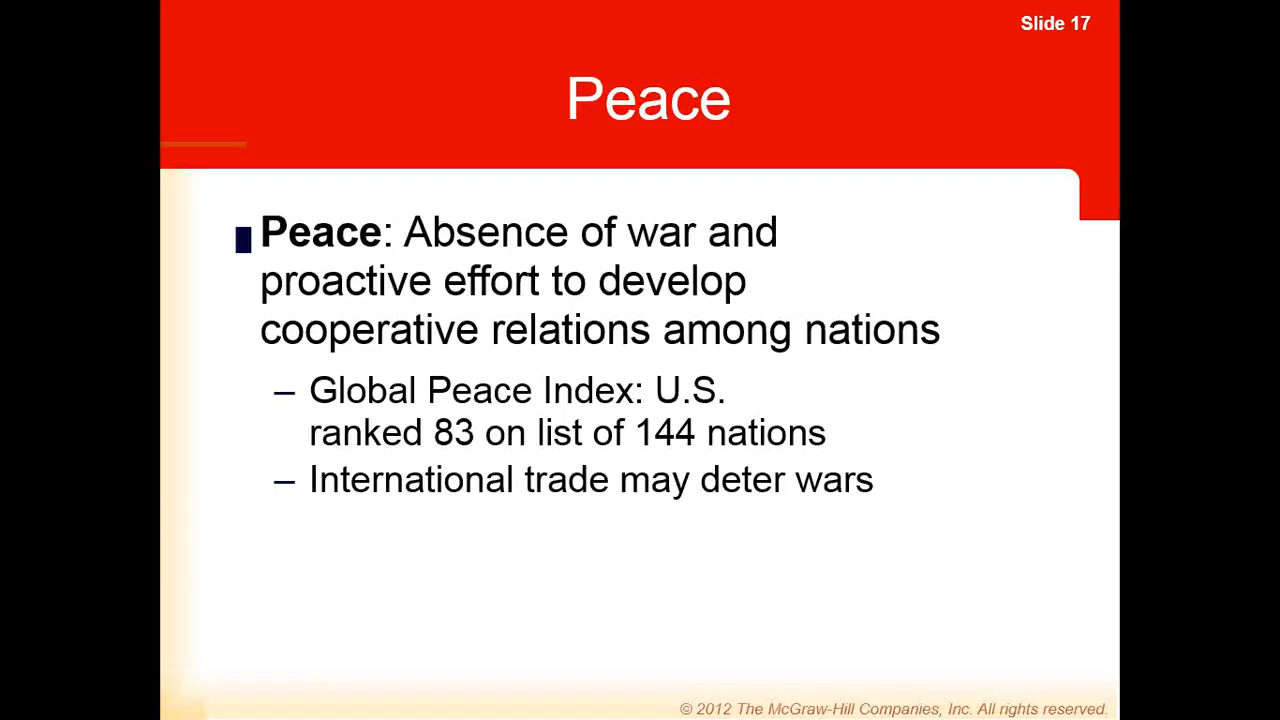 Slide 17
Peace
Peace: Absence of war and
proactive effort to develop
cooperative relations among nations
– Global Peace Index: U.S.
ranked 83 on list of 144 nations
– International trade may deter wars
© 2012 The McGraw-Hill Companies, Inc. All rights reserved.